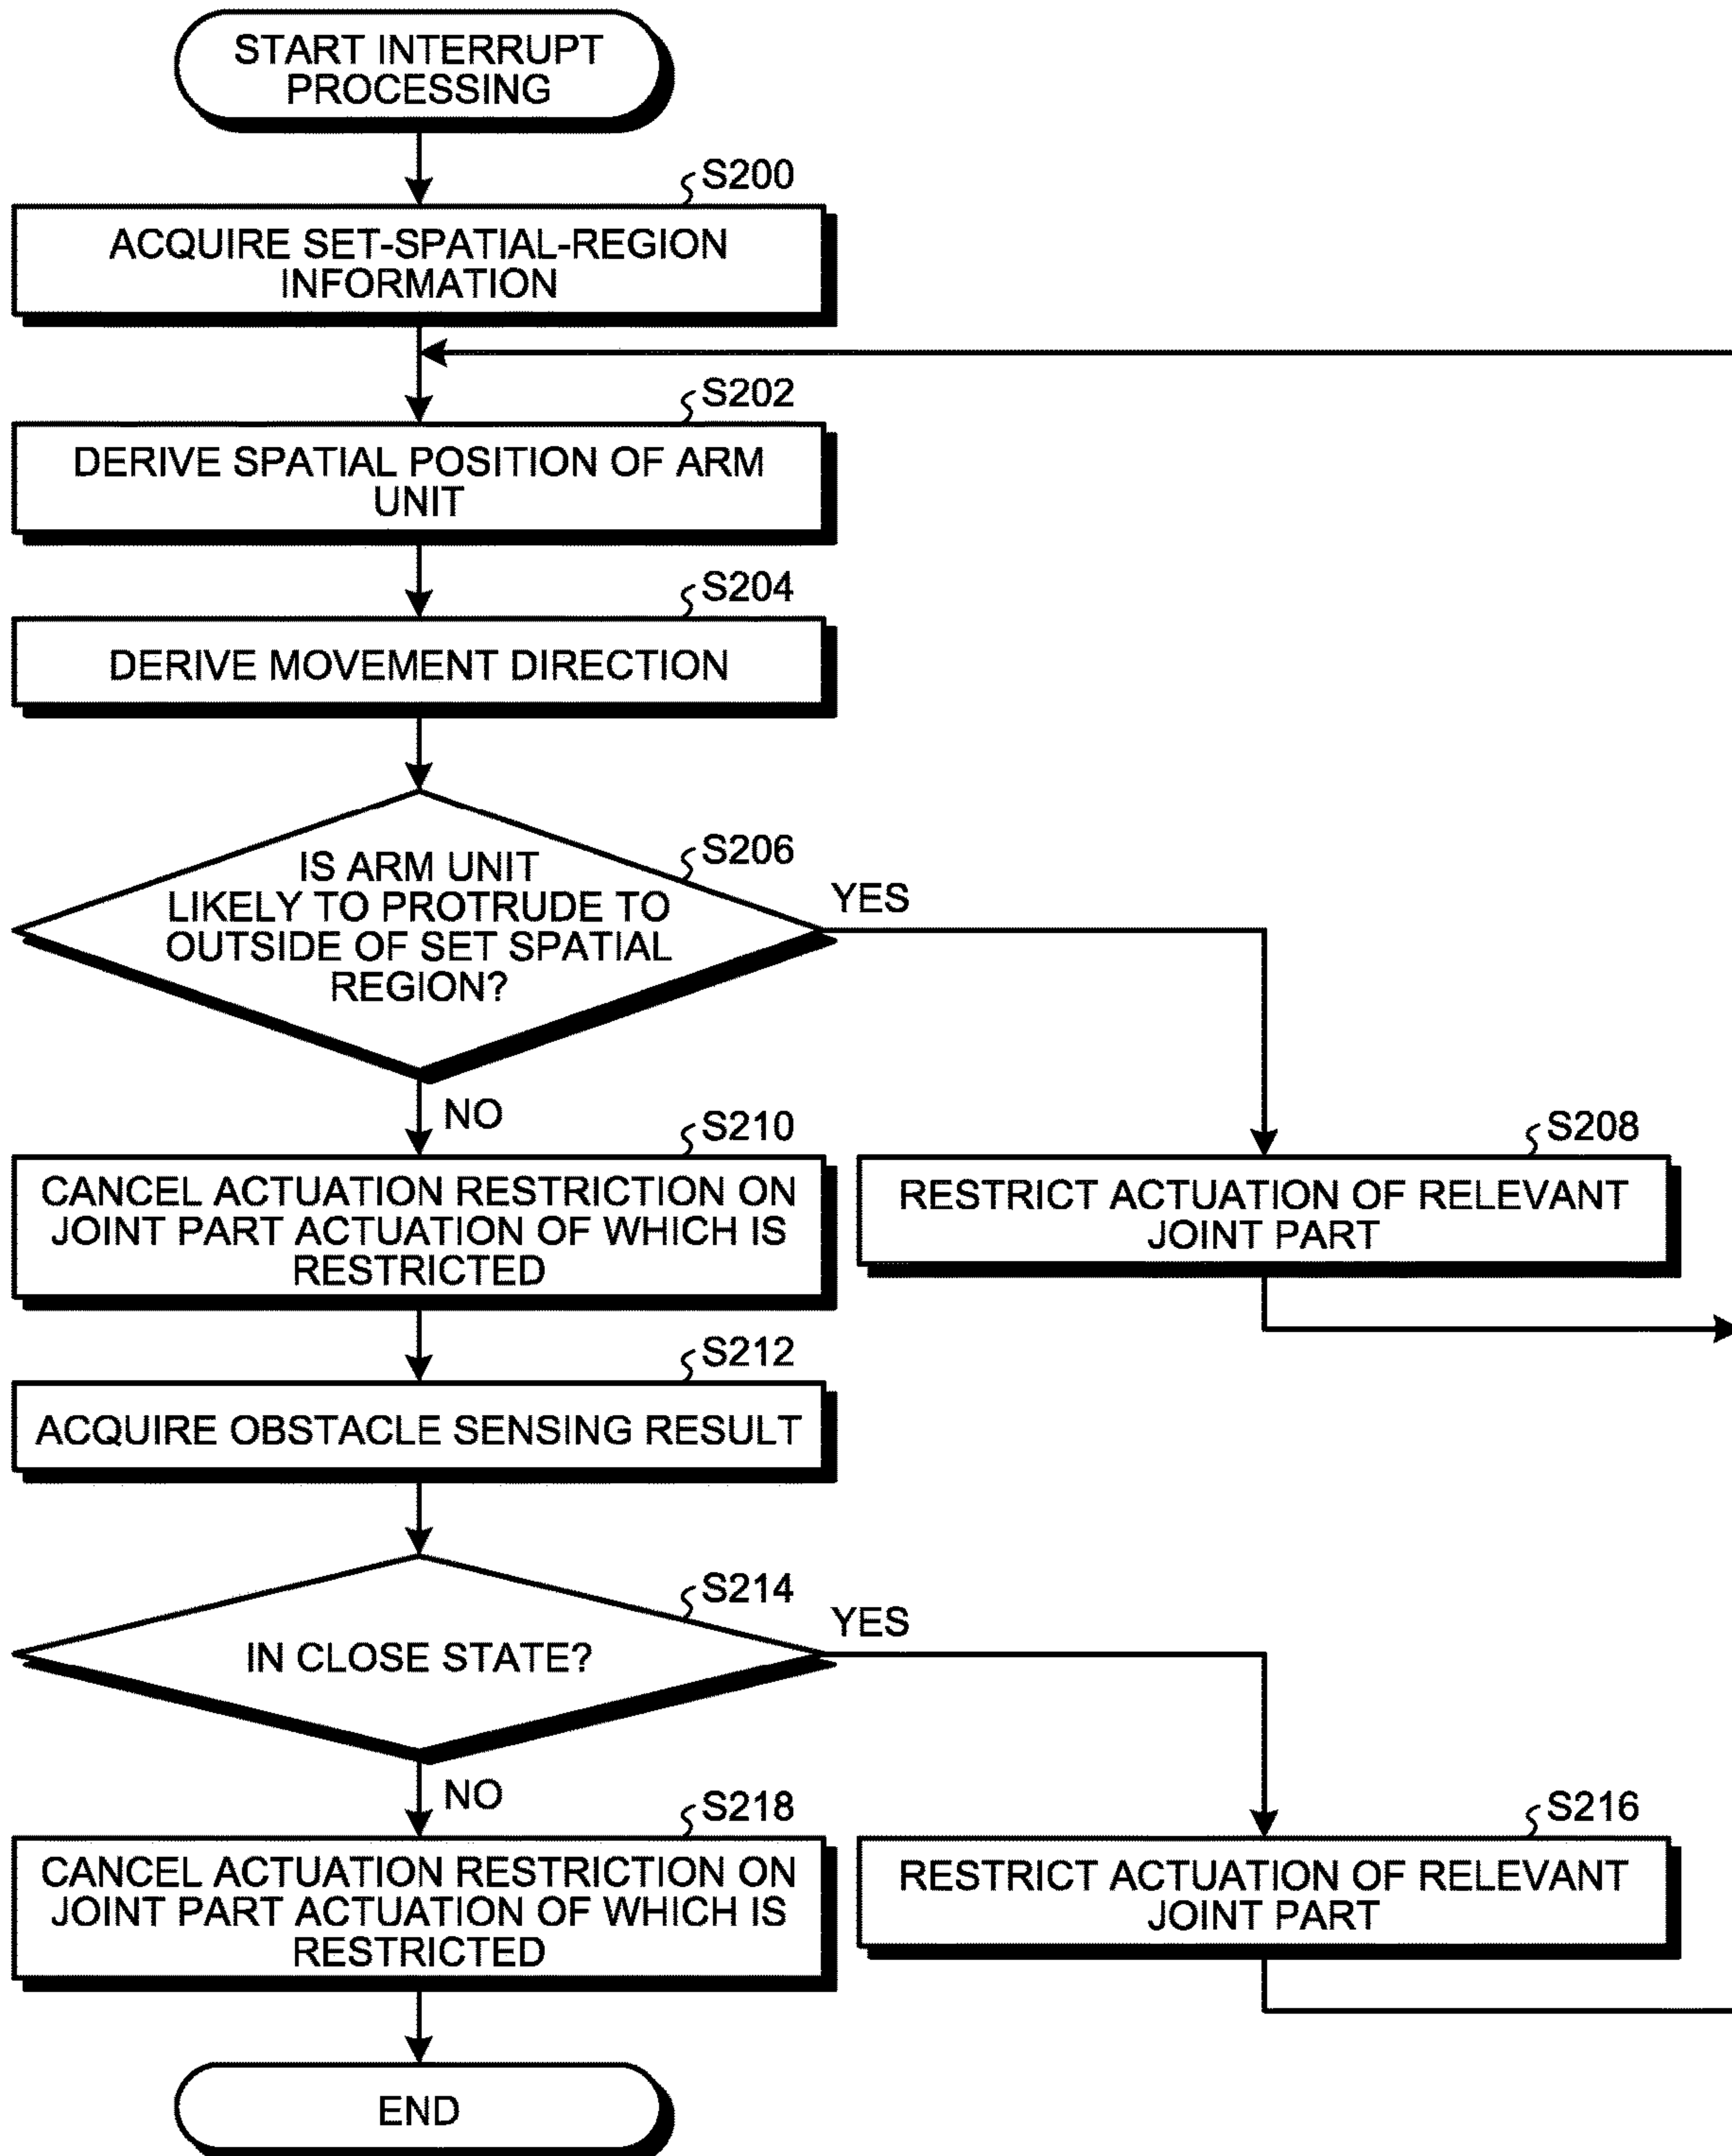 START INTERRUPT
PROCESSING
S200
ACQUIRE SET-SPATIAL-REGION
INFORMATION
S202
DERIVE SPATIAL POSITION OF ARM
UNIT
S204
DERIVE MOVEMENT DIRECTION
S206
IS ARM UNIT
LIKELY TO PROTRUDE TO
OUTSIDE OF SET SPATIAL
REGION?
YES
NO
S210
CANCEL ACTUATION RESTRICTION ON
JOINT PART ACTUATION OF WHICH IS
RESTRICTED
S208
RESTRICT ACTUATION OF RELEVANT
JOINT PART
S212
ACQUIRE OBSTACLE SENSING RESULT
S214
IN CLOSE STATE?
YES
NO
S218
CANCEL ACTUATION RESTRICTION ON
JOINT PART ACTUATION OF WHICH IS
RESTRICTED
S216
RESTRICT ACTUATION OF RELEVANT
JOINT PART
END